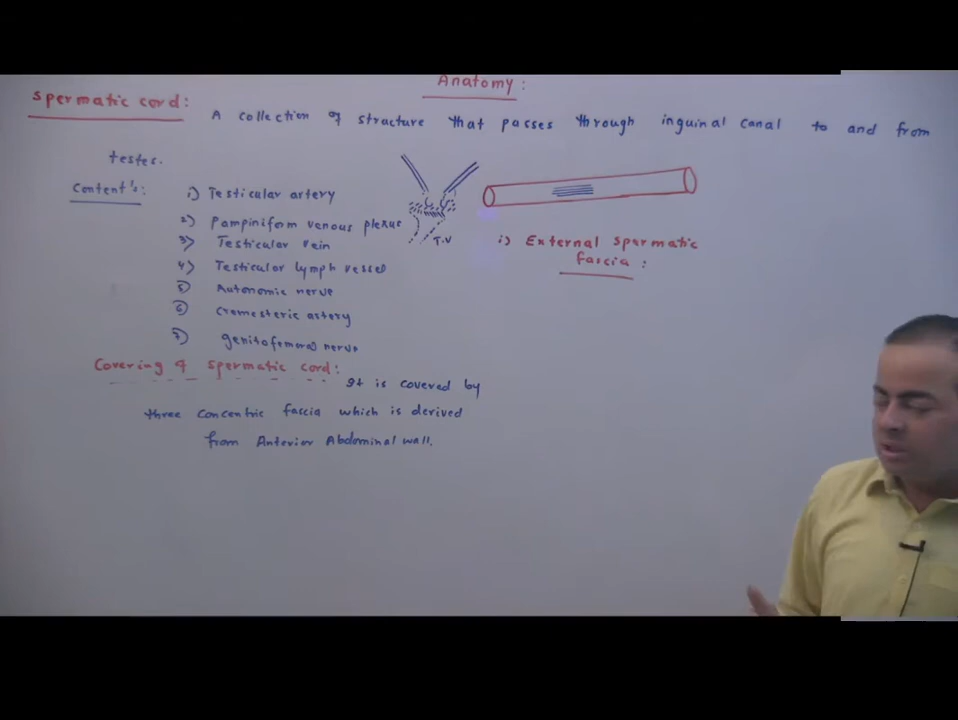 Anatomy:
Spermatic cord: A collection of structure that passes through inguinal canal to and from
testes.
Content's: 1) Testicular artery
2) Pampiniform venous plexus
3) Testicular vein
4) Testicular lymph vessel
5) Autonomic nerve
6) Cremesteric artery
7) genitofemoral nerve
T.V
1) External spermatic
fascia:
Covering of spermatic cord: It is covered by
three concentric fascia which is derived
from Anterior Abdominal wall.